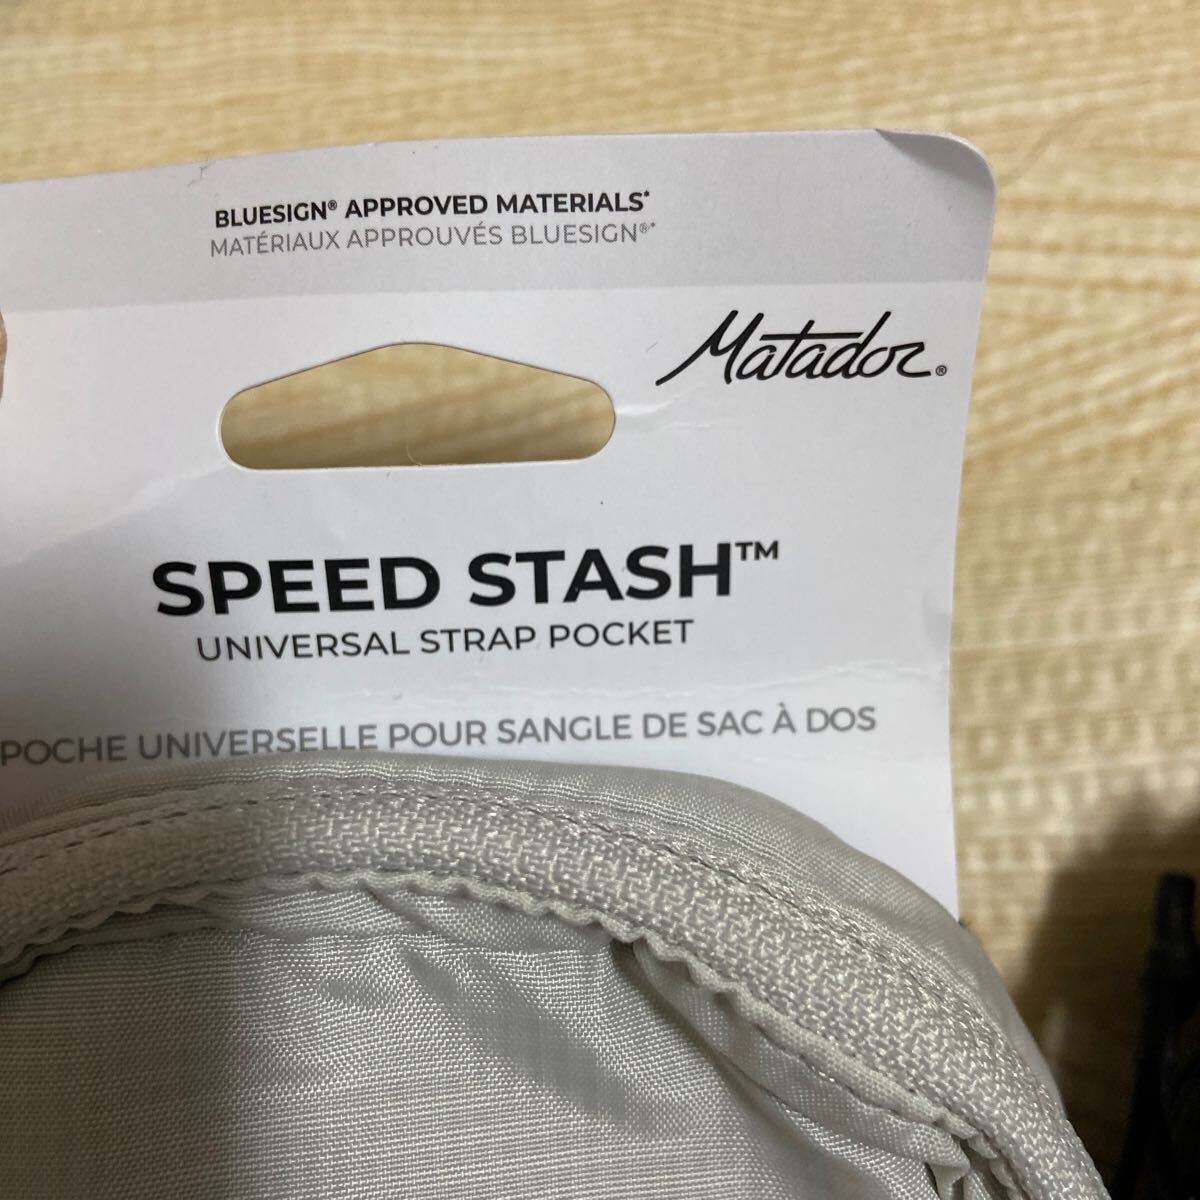 BLUESIGN® APPROVED MATERIALS*
MATÉRIAUX APPROUVÉS BLUESIGN®*
Matador®
SPEED STASH™
UNIVERSAL STRAP POCKET
POCHE UNIVERSELLE POUR SANGLE DE SAC À DOS